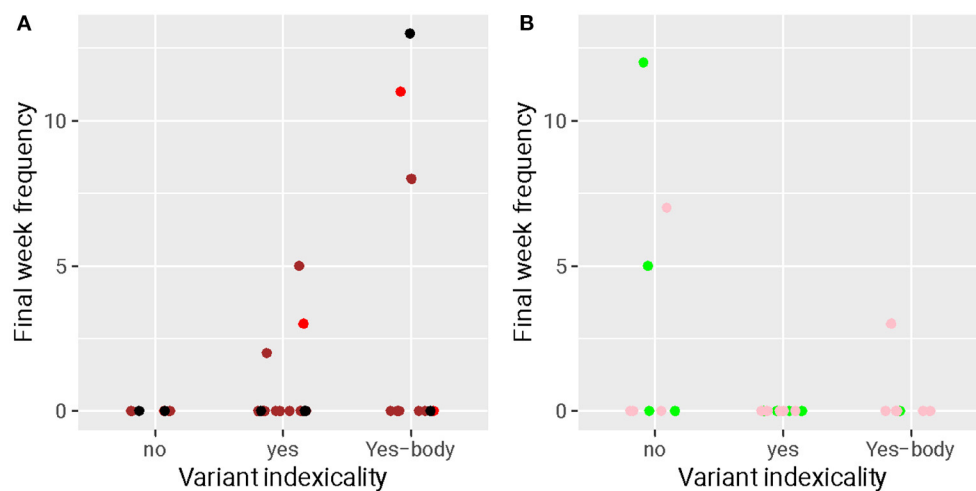 A
Final week frequency
10
5
0
no yes Yes-body
Variant indexicality
B
Final week frequency
10
5
0
no yes Yes-body
Variant indexicality